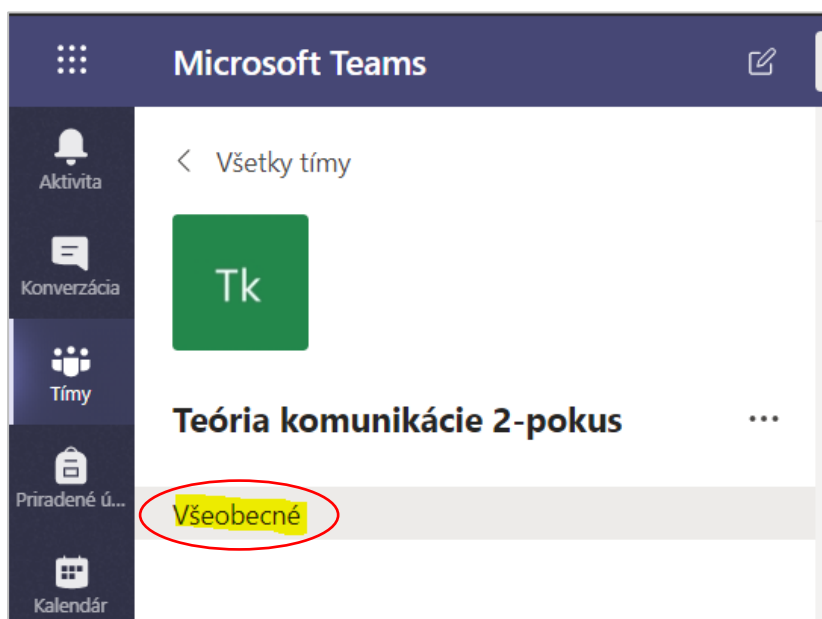 Microsoft Teams
Aktivita
Všetky tímy
Konverzácia
Tk
Tímy
Teória komunikácie 2-pokus
Priradené ú...
Všeobecné
Kalendár